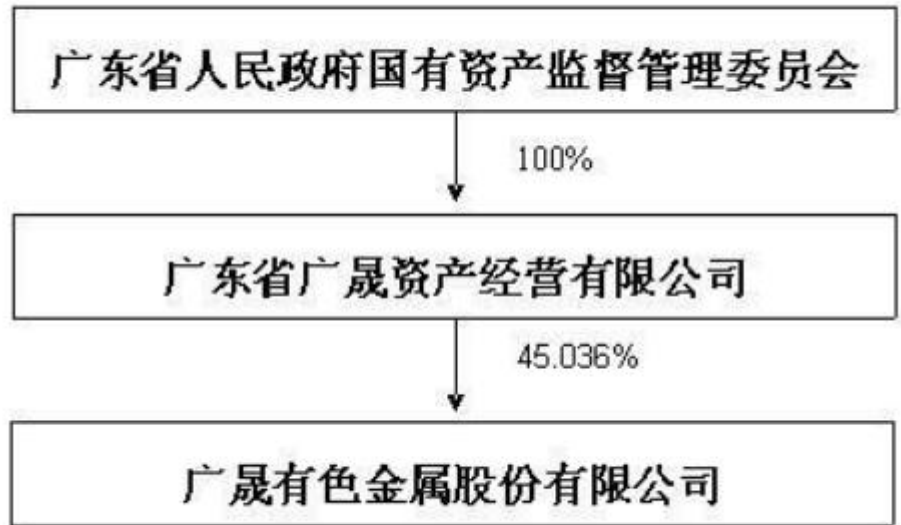 广东省人民政府国有资产监督管理委员会
100%
广东省广晟资产经营有限公司
45.036%
广晟有色金属股份有限公司